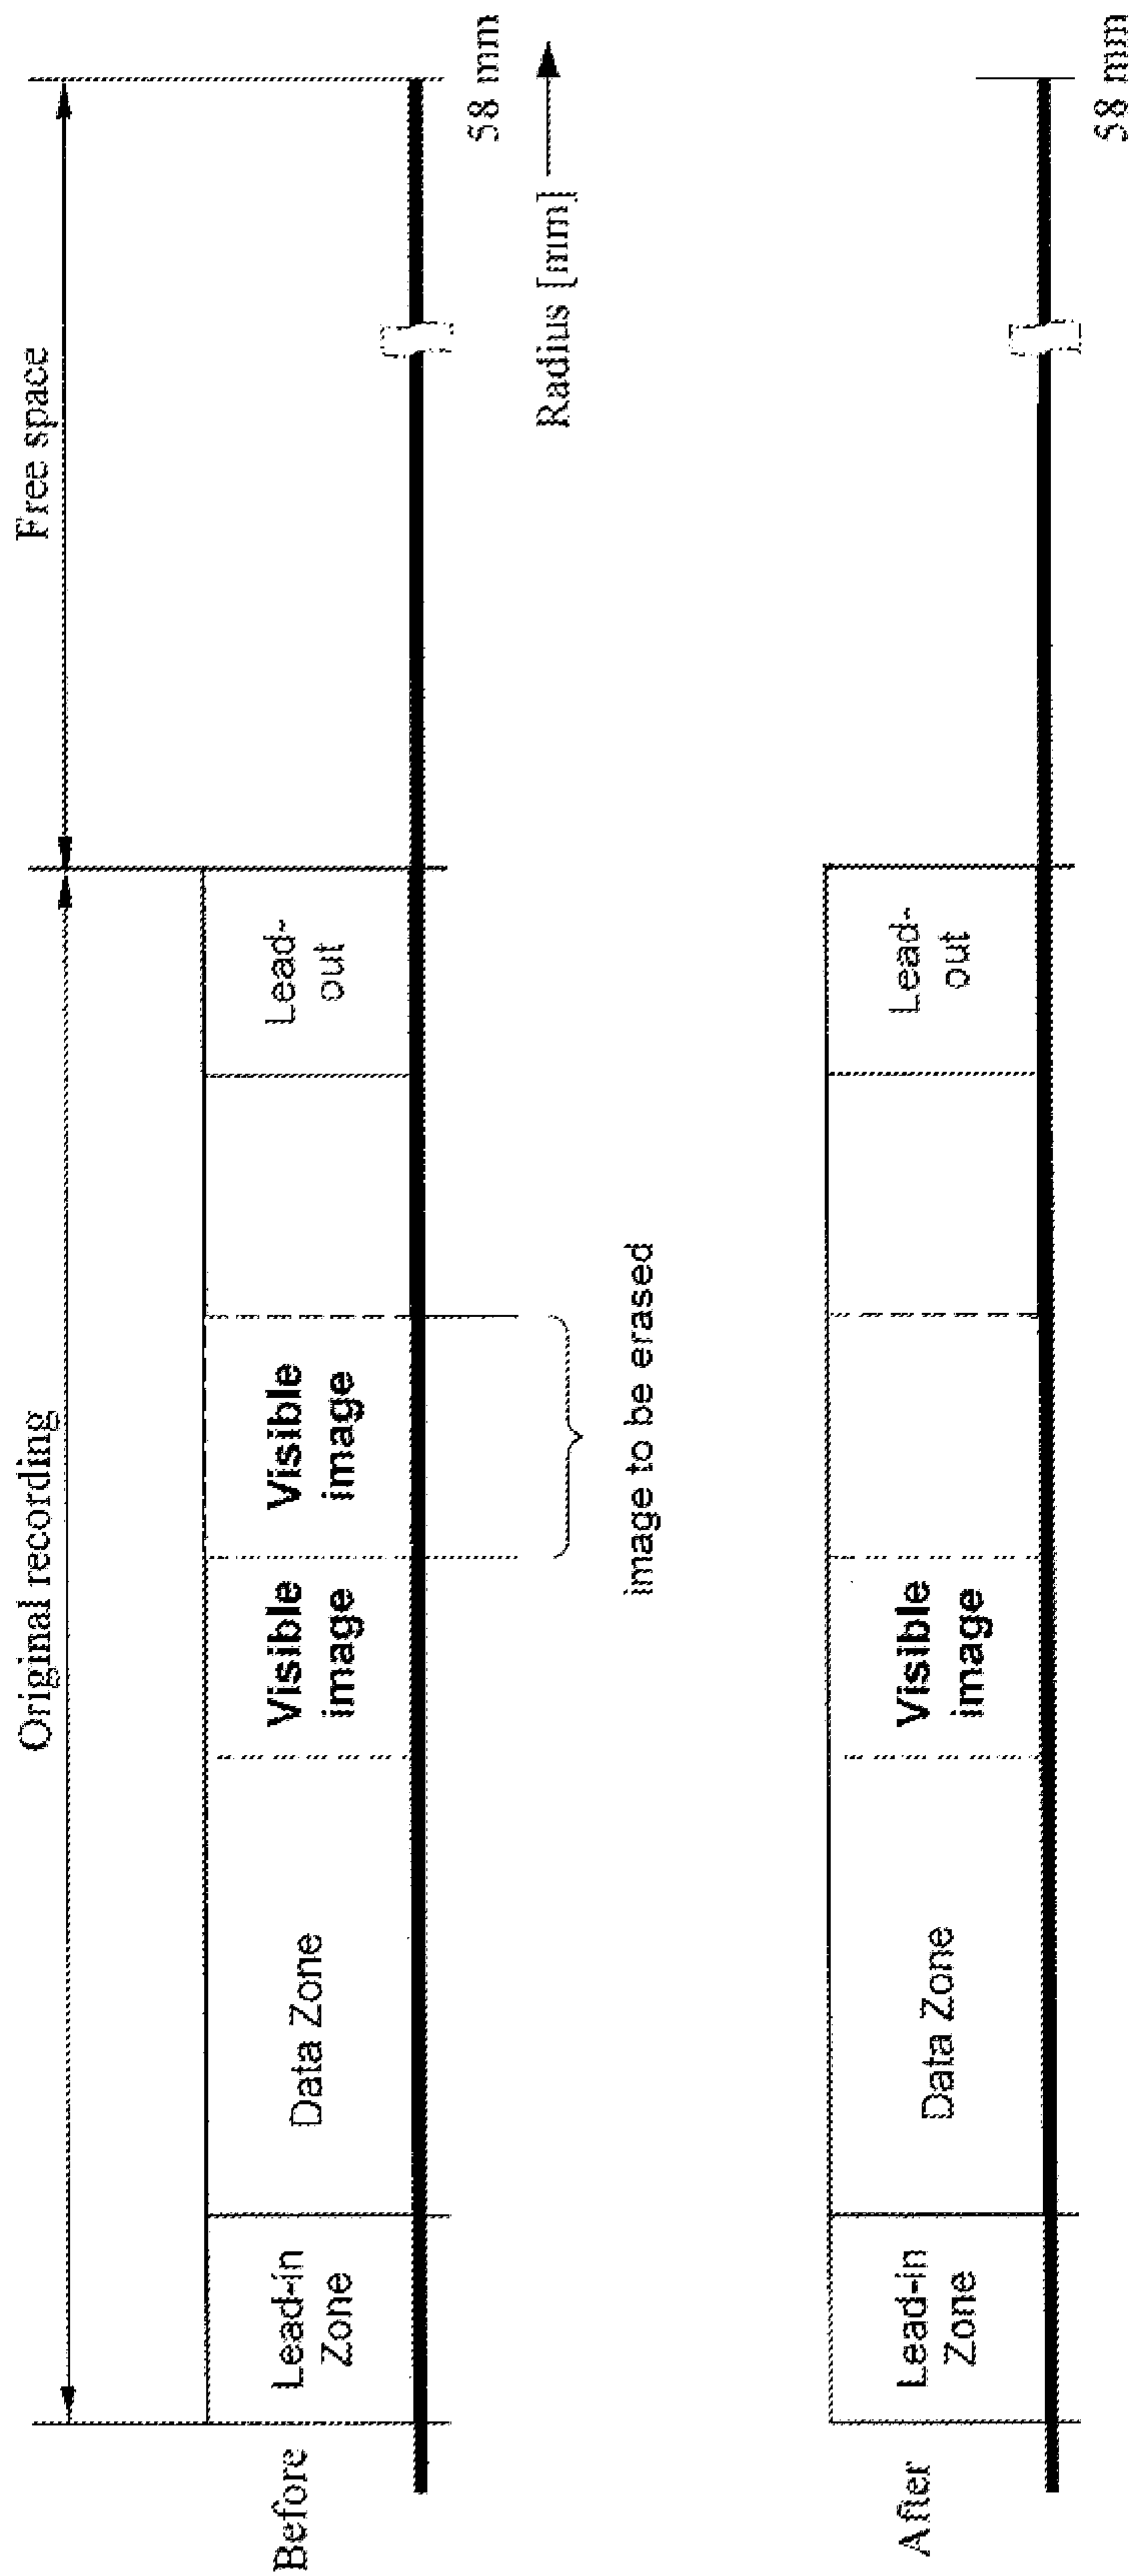 Original recording
Free space
Before
Lead-in
Zone
Data Zone
Visible
image
Visible
image
Lead-
out
58 mm
Radius [mm]
image to be erased
After
Lead-in
Zone
Data Zone
Visible
image
Lead-
out
58 mm